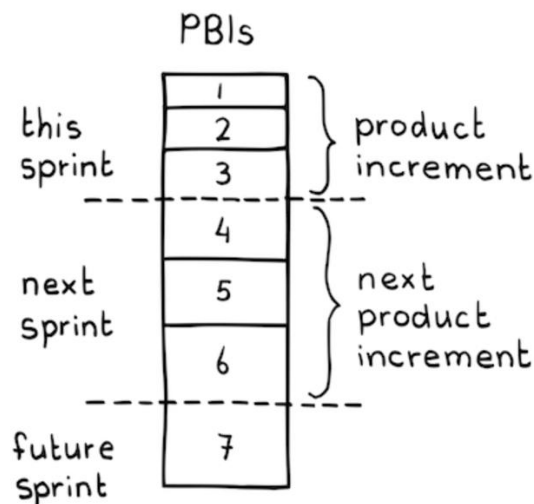 PBIs
this
sprint
1
2
3
product
increment
next
sprint
4
5
6
next
product
increment
future
sprint
7